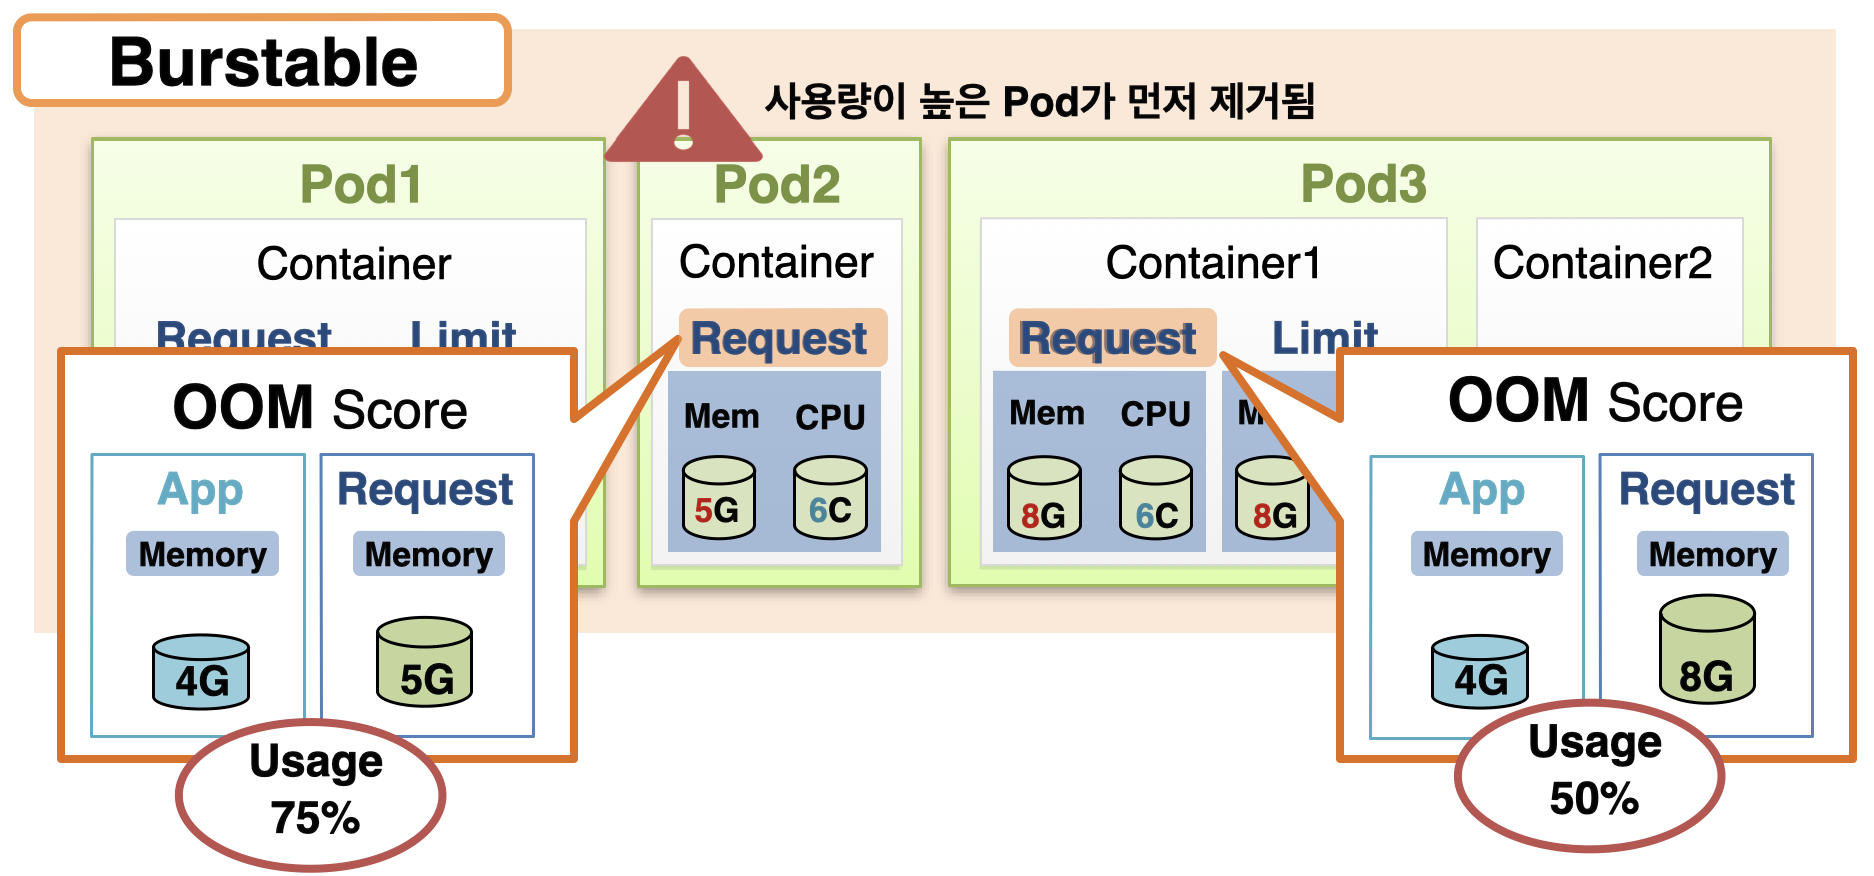 Burstable
사용량이 높은 Pod가 먼저 제거됨
Pod1
Container
Request Limit
Pod2
Container
Request
Mem CPU
5G 6C
Pod3
Container1
Request Limit
Mem CPU
8G 6C
M
8G
Container2
OOM Score
App Request
Memory Memory
4G 5G
Usage
75%
OOM Score
App Request
Memory Memory
4G 8G
Usage
50%